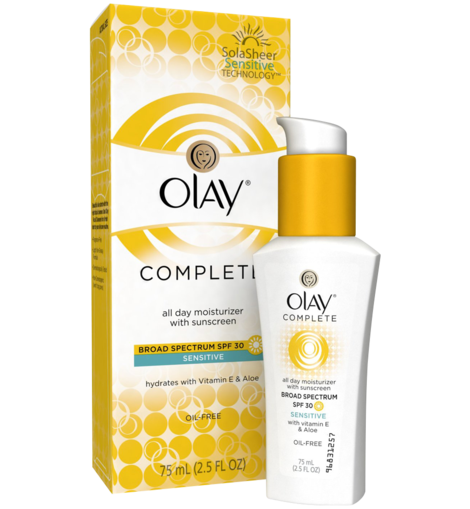 SolaSheer
Sensitive
TECHNOLOGY™
OLAY®
COMPLETE
all day moisturizer
with sunscreen
BROAD SPECTRUM SPF 30
SENSITIVE
hydrates with Vitamin E & Aloe
OIL-FREE
75 mL (2.5 FL OZ)
OLAY®
COMPLETE
all day moisturizer
with sunscreen
BROAD SPECTRUM
SPF 30
SENSITIVE
with vitamin E
& Aloe
OIL-FREE
75 mL
(2.5 FL OZ)
96831257